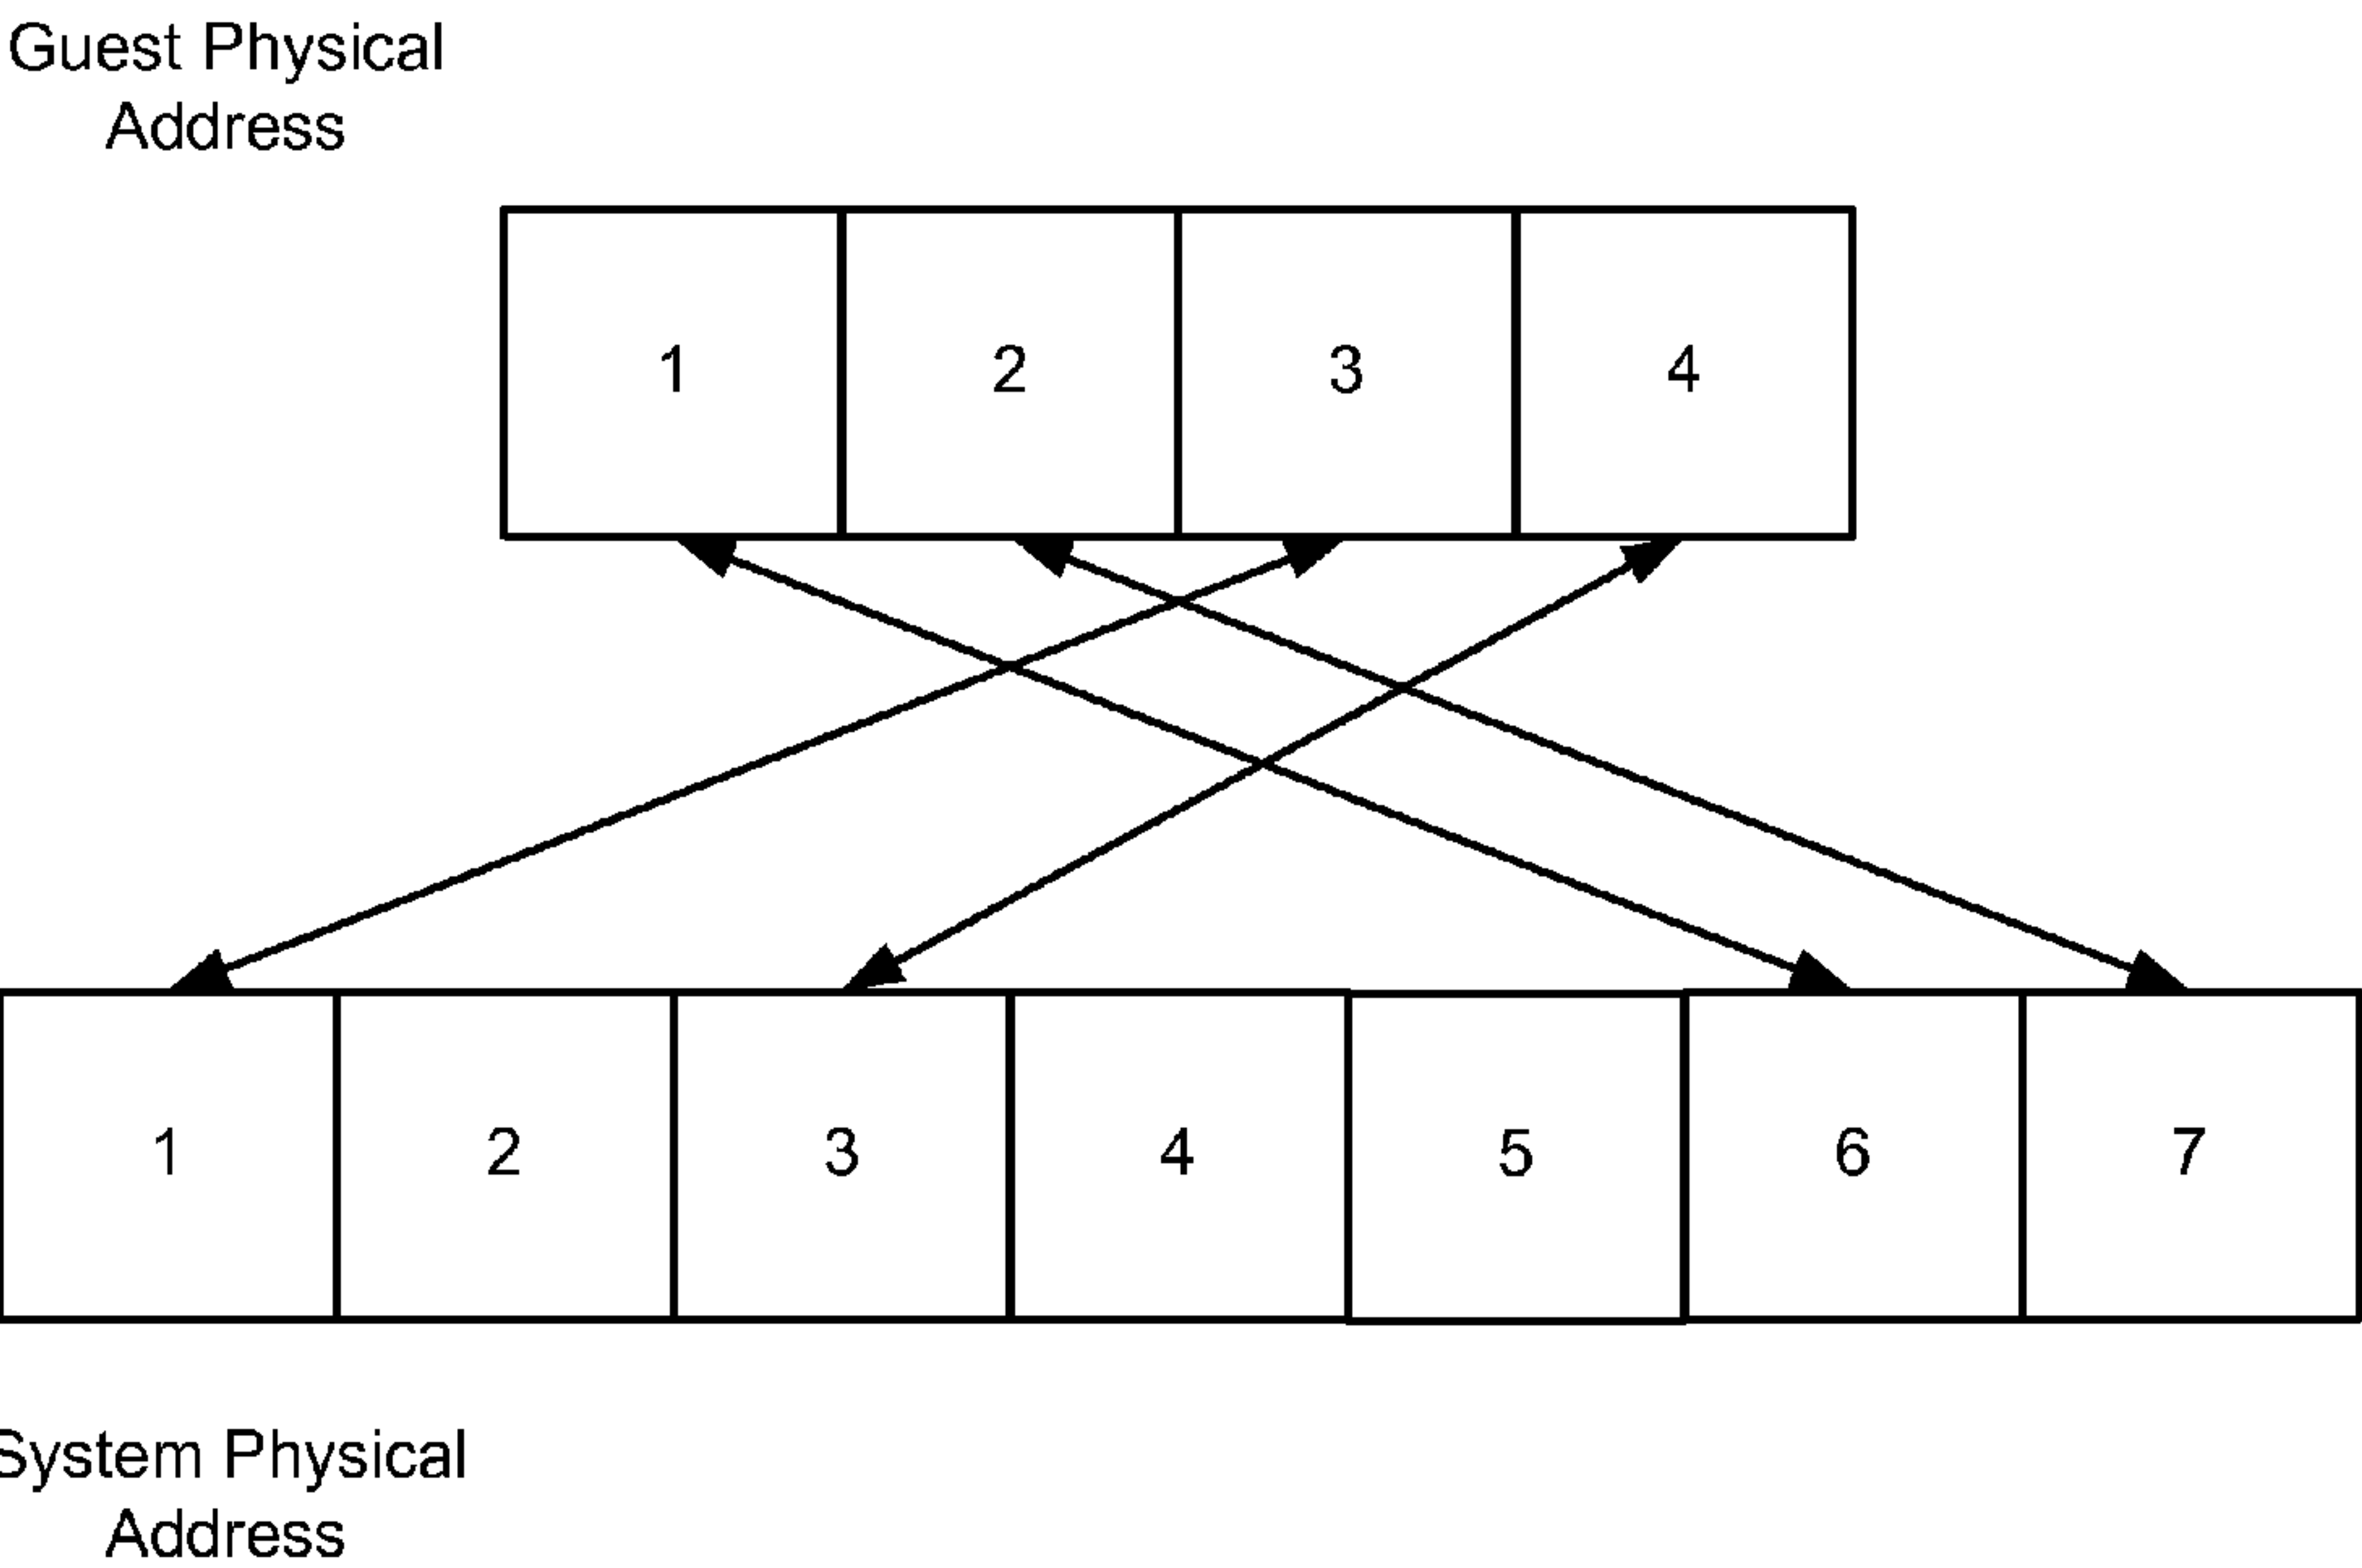 Guest Physical
Address
1 2 3 4
1 2 3 4 5 6 7
System Physical
Address